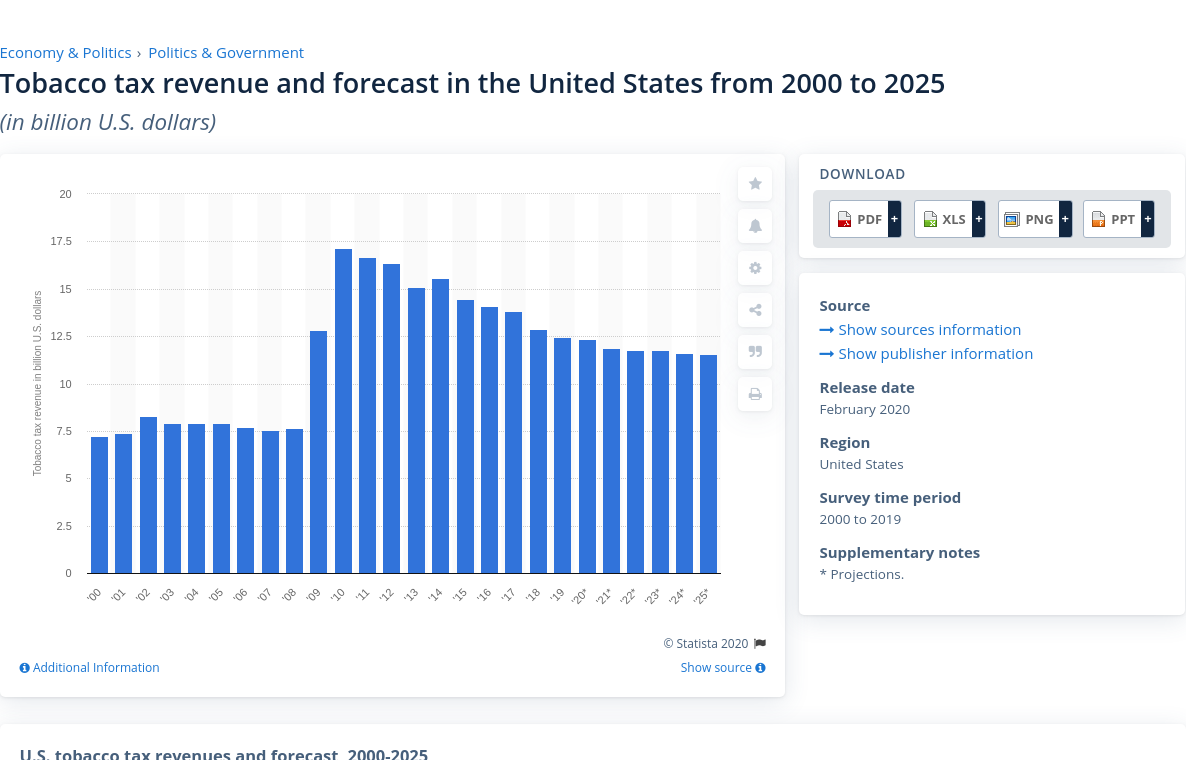 Economy & Politics › Politics & Government
Tobacco tax revenue and forecast in the United States from 2000 to 2025
(in billion U.S. dollars)
20
17.5
15
12.5
10
7.5
5
2.5
0
Tobacco tax revenue in billion U.S. dollars
'00 '01 '02 '03 '04 '05 '06 '07 '08 '09 '10 '11 '12 '13 '14 '15 '16 '17 '18 '19 '20* '21* '22* '23* '24* '25*
© Statista 2020
Additional Information
Show source
DOWNLOAD
PDF + XLS + PNG + PPT +
Source
Show sources information
Show publisher information
Release date
February 2020
Region
United States
Survey time period
2000 to 2019
Supplementary notes
* Projections.
U.S. tobacco tax revenues and forecast, 2000-2025